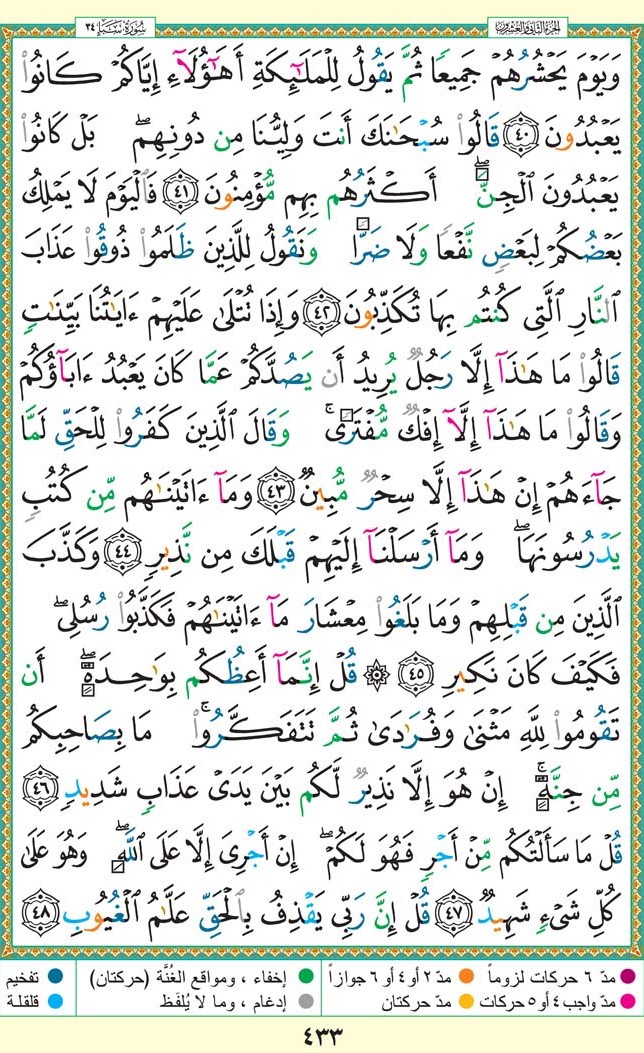 سُورَةُ سَبَإٍ ٣٤ الجزء الثاني والعشرون
وَيَوْمَ يَحْشُرُهُمْ جَمِيعًا ثُمَّ يَقُولُ لِلْمَلَٰٓئِكَةِ أَهَٰٓؤُلَآءِ إِيَّاكُمْ كَانُوا۟
يَعْبُدُونَ ٤٠ قَالُوا۟ سُبْحَٰنَكَ أَنتَ وَلِيُّنَا مِن دُونِهِم ۖ بَلْ كَانُوا۟
يَعْبُدُونَ ٱلْجِنَّ ۖ أَكْثَرُهُم بِهِم مُّؤْمِنُونَ ٤١ فَٱلْيَوْمَ لَا يَمْلِكُ
بَعْضُكُمْ لِبَعْضٍ نَّفْعًا وَلَا ضَرًّا وَنَقُولُ لِلَّذِينَ ظَلَمُوا۟ ذُوقُوا۟ عَذَابَ
ٱلنَّارِ ٱلَّتِى كُنتُم بِهَا تُكَذِّبُونَ ٤٢ وَإِذَا تُتْلَىٰ عَلَيْهِمْ ءَايَٰتُنَا بَيِّنَٰتٍ
قَالُوا۟ مَا هَٰذَآ إِلَّا رَجُلٌ يُرِيدُ أَن يَصُدَّكُمْ عَمَّا كَانَ يَعْبُدُ ءَابَآؤُكُمْ
وَقَالُوا۟ مَا هَٰذَآ إِلَّآ إِفْكٌ مُّفْتَرًى ۚ وَقَالَ ٱلَّذِينَ كَفَرُوا۟ لِلْحَقِّ لَمَّا
جَآءَهُمْ إِنْ هَٰذَآ إِلَّا سِحْرٌ مُّبِينٌ ٤٣ وَمَآ ءَاتَيْنَٰهُم مِّن كُتُبٍ
يَدْرُسُونَهَا ۖ وَمَآ أَرْسَلْنَآ إِلَيْهِمْ قَبْلَكَ مِن نَّذِيرٍ ٤٤ وَكَذَّبَ
ٱلَّذِينَ مِن قَبْلِهِمْ وَمَا بَلَغُوا۟ مِعْشَارَ مَآ ءَاتَيْنَٰهُمْ فَكَذَّبُوا۟ رُسُلِى ۖ
فَكَيْفَ كَانَ نَكِيرِ ٤٥ ۞ قُلْ إِنَّمَآ أَعِظُكُم بِوَٰحِدَةٍ ۖ أَن
تَقُومُوا۟ لِلَّهِ مَثْنَىٰ وَفُرَٰدَىٰ ثُمَّ تَتَفَكَّرُوا۟ ۚ مَا بِصَاحِبِكُم
مِّن جِنَّةٍ ۚ إِنْ هُوَ إِلَّا نَذِيرٌ لَّكُم بَيْنَ يَدَىْ عَذَابٍ شَدِيدٍ ٤٦
قُلْ مَا سَأَلْتُكُم مِّنْ أَجْرٍ فَهُوَ لَكُمْ ۖ إِنْ أَجْرِىَ إِلَّا عَلَى ٱللَّهِ ۖ وَهُوَ عَلَىٰ
كُلِّ شَىْءٍ شَهِيدٌ ٤٧ قُلْ إِنَّ رَبِّى يَقْذِفُ بِٱلْحَقِّ عَلَّٰمُ ٱلْغُيُوبِ ٤٨
مدّ ٦ حركات لزوماً مدّ ٢ أو ٤ أو ٦ جوازاً إخفاء ، ومواقع الغُنَّة (حركتان) تفخيم
مدّ واجب ٤ أو ٥ حركات مدّ حركتان إدغام ، وما لا يُلفَظ قلقلة
٤٣٣